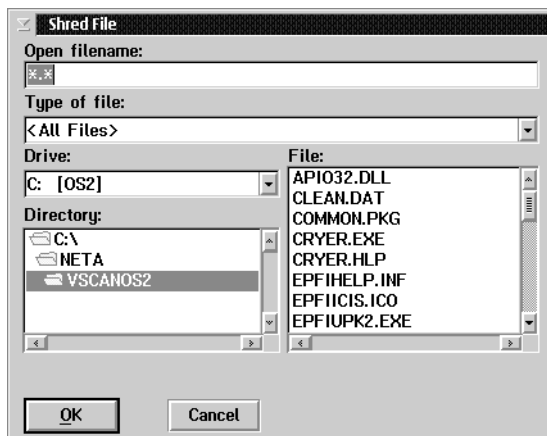 Shred File
Open filename:
*.*
Type of file:
<All Files>
Drive:
C: [OS2]
Directory:
C:\
NETA
VSCANOS2
File:
APIO32.DLL
CLEAN.DAT
COMMON.PKG
CRYER.EXE
CRYER.HLP
EPFIHELP.INF
EPFIICIS.ICO
EPFIUPK2.EXE
OK
Cancel